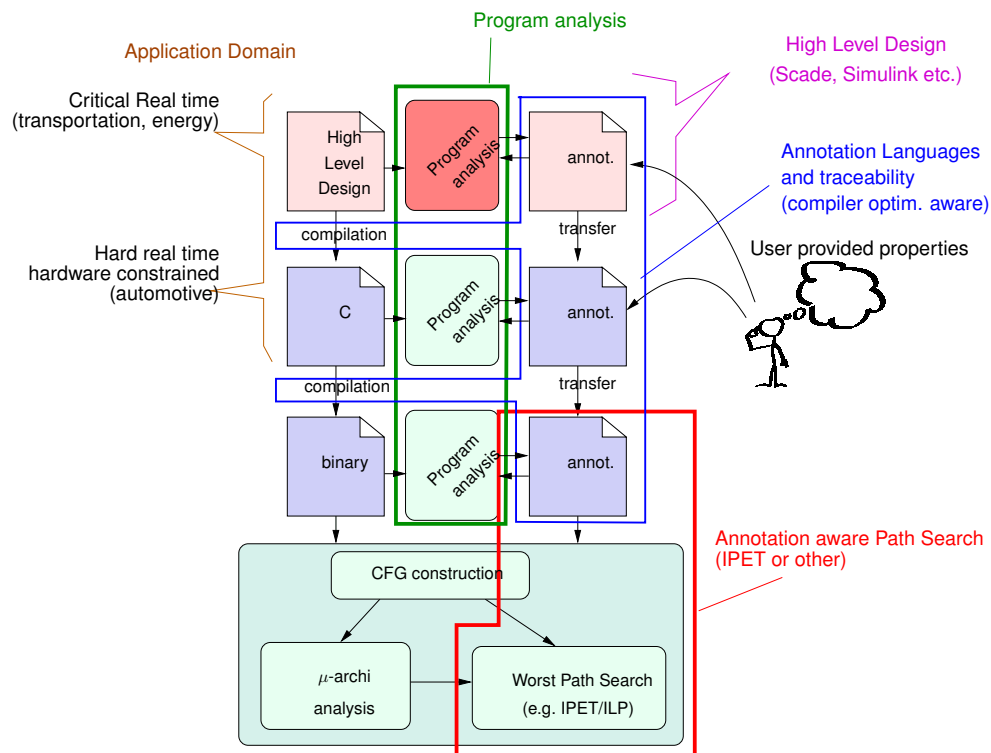 Program analysis
Application Domain
High Level Design
(Scade, Simulink etc.)
Critical Real time
(transportation, energy)
High
Level
Design
Program
analysis
annot.
Annotation Languages
and traceability
(compiler optim. aware)
compilation
transfer
User provided properties
Hard real time
hardware constrained
(automotive)
C
Program
analysis
annot.
compilation
transfer
binary
Program
analysis
annot.
Annotation aware Path Search
(IPET or other)
CFG construction
μ-archi
analysis
Worst Path Search
(e.g. IPET/ILP)